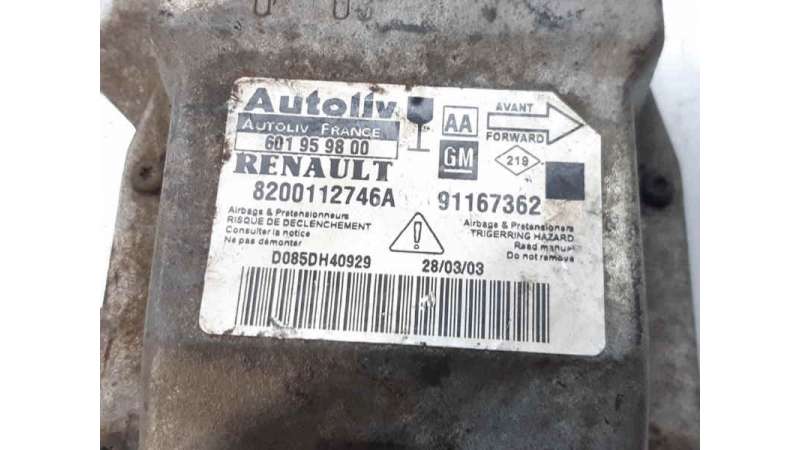 Autoliv
AUTOLIV FRANCE
601 95 98 00
RENAULT
8200112746A
AA
GM
AVANT
FORWARD
219
91167362
Airbags & Pretensionneurs
RISQUE DE DECLENCHEMENT
Consulter la notice
Ne pas démonter
Airbags & Pretensioners
TRIGERRING HAZARD
Read manual
Do not remove
D085DH40929
28/03/03